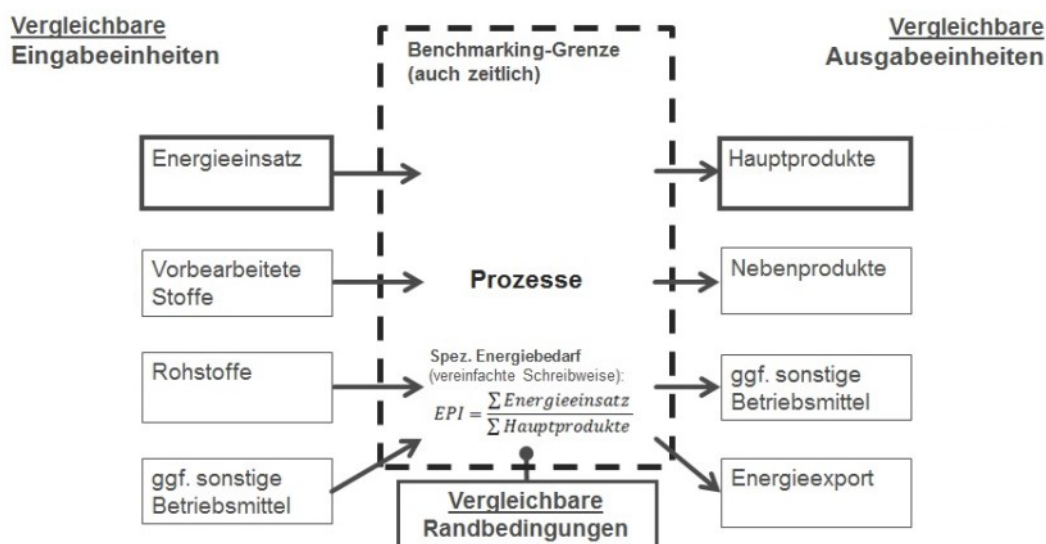 Vergleichbare
Eingabeeinheiten
Benchmarking-Grenze
(auch zeitlich)
Vergleichbare
Ausgabeeinheiten
Energieeinsatz
Hauptprodukte
Vorbearbeitete
Stoffe
Prozesse
Nebenprodukte
Rohstoffe
Spez. Energiebedarf
(vereinfachte Schreibweise):
EPI = ∑ Energieeinsatz
∑ Hauptprodukte
ggf. sonstige
Betriebsmittel
ggf. sonstige
Betriebsmittel
Energieexport
Vergleichbare
Randbedingungen